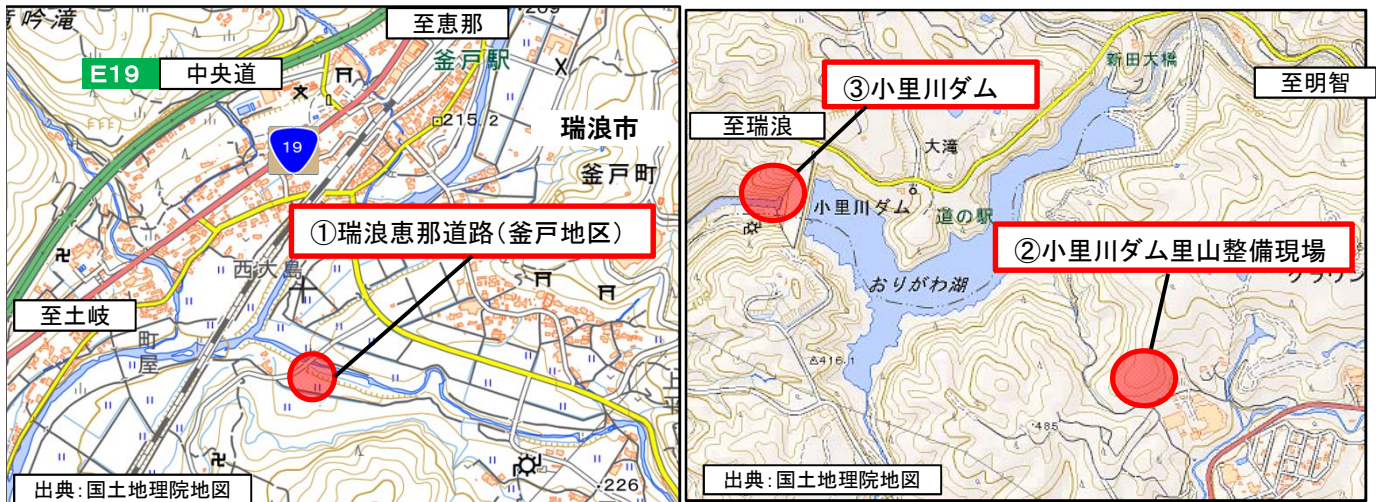 竜吟滝
至恵那
209
釜戸駅
E19
中央道
215.2
瑞浪市
19
釜戸町
①瑞浪恵那道路(釜戸地区)
西大島
至土岐
町屋
226
出典:国土地理院地図
新田大橋
③小里川ダム
至明智
至瑞浪
大滝
小里川ダム
道の駅
②小里川ダム里山整備現場
おりがわ湖
416.1
485
出典:国土地理院地図